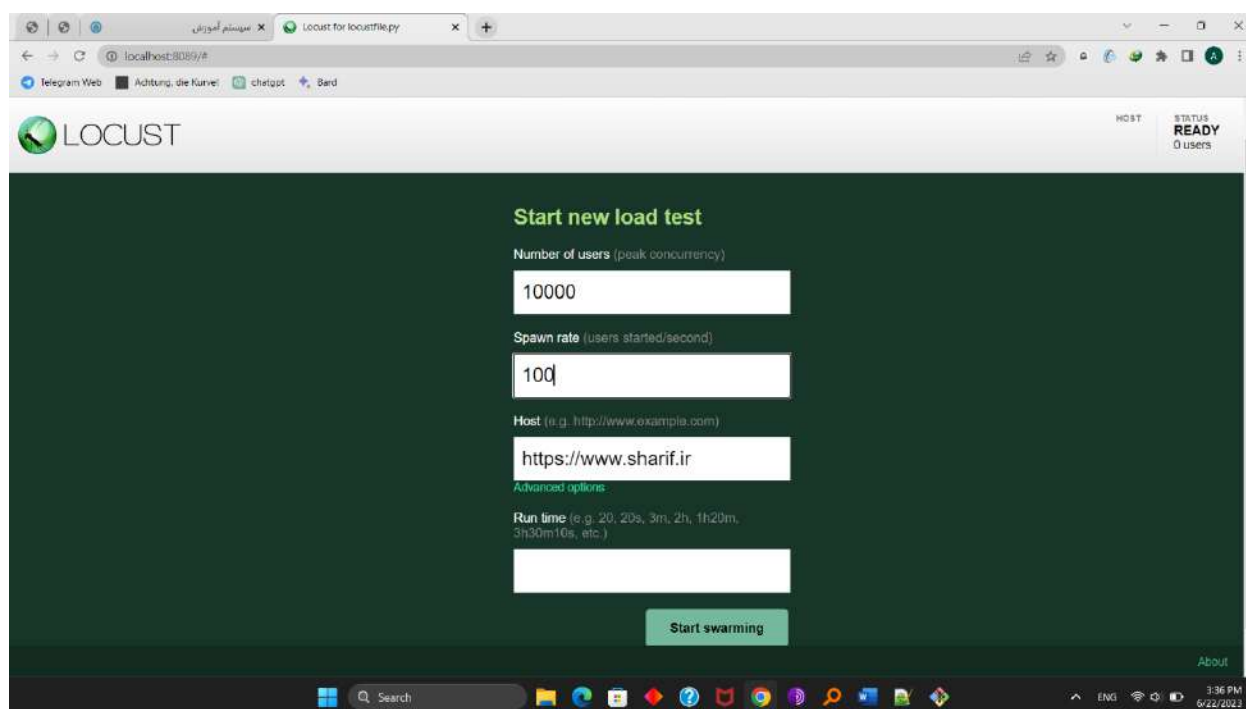 سیستم آموزش
Locust for locustfile.py
localhost:8089/#
Telegram Web
Achtung, die Kurve!
chatgpt
Bard
LOCUST
HOST
STATUS
READY
0 users
Start new load test
Number of users (peak concurrency)
10000
Spawn rate (users started/second)
100
Host (e.g. http://www.example.com)
https://www.sharif.ir
Advanced options
Run time (e.g. 20, 20s, 3m, 2h, 1h20m,
3h30m10s, etc.)
Start swarming
About
Search
ENG
3:36 PM
6/22/2023